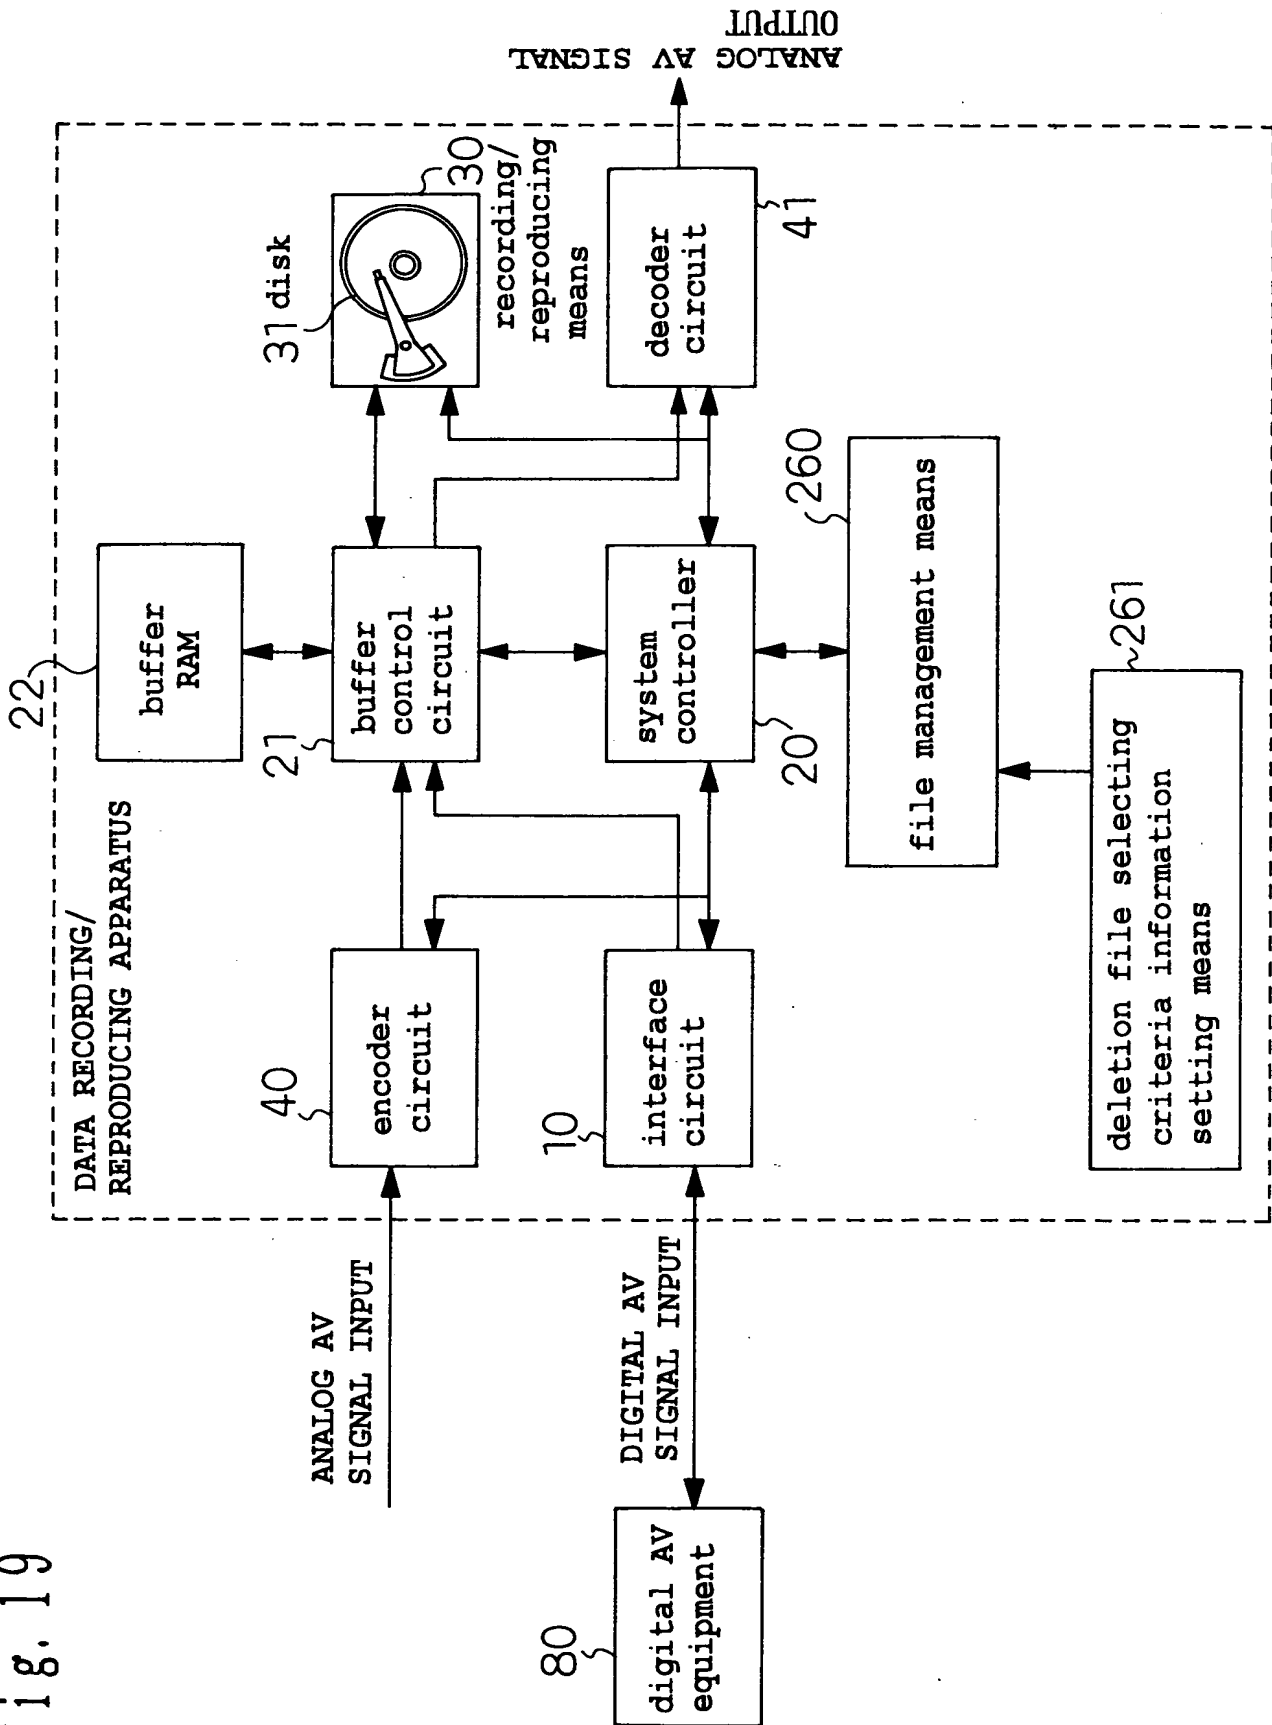 ig. 19
DATA RECORDING/
REPRODUCING APPARATUS
22
buffer
RAM
31 disk
30
recording/
reproducing
means
ANALOG AV
SIGNAL INPUT
40
encoder
circuit
21
buffer
control
circuit
decoder
circuit
41
ANALOG AV SIGNAL
OUTPUT
80
digital AV
equipment
DIGITAL AV
SIGNAL INPUT
10
interface
circuit
system
controller
20
260
file management means
261
deletion file selecting
criteria information
setting means